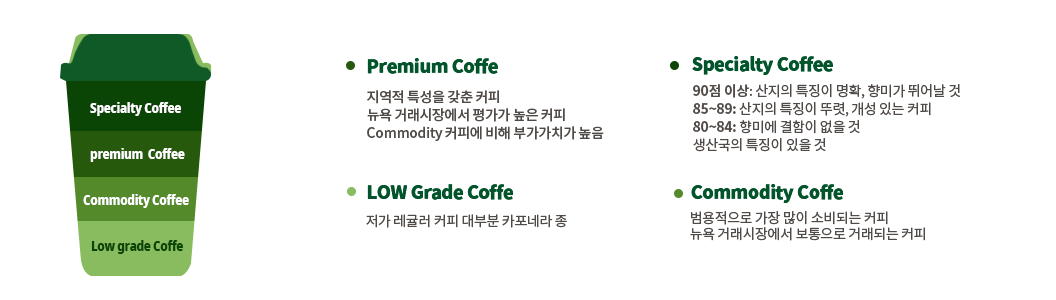 Specialty Coffee
premium Coffee
Commodity Coffee
Low grade Coffe
Premium Coffe
지역적 특성을 갖춘 커피
뉴욕 거래시장에서 평가가 높은 커피
Commodity 커피에 비해 부가가치가 높음
Specialty Coffee
90점 이상: 산지의 특징이 명확, 향미가 뛰어날 것
85~89: 산지의 특징이 뚜렷, 개성 있는 커피
80~84: 향미에 결함이 없을 것
생산국의 특징이 있을 것
LOW Grade Coffe
저가 레귤러 커피 대부분 카포네라 종
Commodity Coffe
범용적으로 가장 많이 소비되는 커피
뉴욕 거래시장에서 보통으로 거래되는 커피